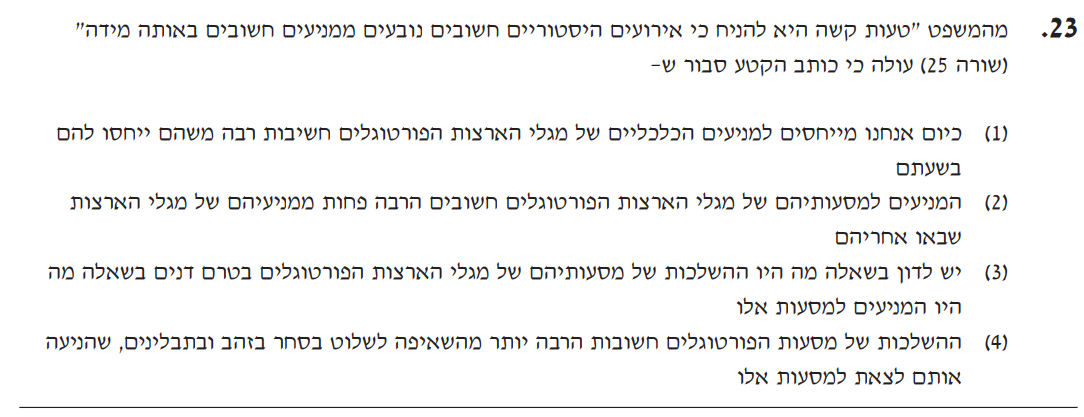 23. מהמשפט "טעות קשה היא להניח כי אירועים היסטוריים חשובים נובעים ממניעים חשובים באותה מידה"
(שורה 25) עולה כי כותב הקטע סבור ש-
(1) כיום אנחנו מייחסים למניעים הכלכליים של מגלי הארצות הפורטוגלים חשיבות רבה משהם ייחסו להם
בשעתם
(2) המניעים למסעותיהם של מגלי הארצות הפורטוגלים חשובים הרבה פחות ממניעיהם של מגלי הארצות
שבאו אחריהם
(3) יש לדון בשאלה מה היו ההשלכות של מסעותיהם של מגלי הארצות הפורטוגלים בטרם דנים בשאלה מה
היו המניעים למסעות אלו
(4) ההשלכות של מסעות הפורטוגלים חשובות הרבה יותר מהשאיפה לשלוט בסחר בזהב ובתבלינים, שהניעה
אותם לצאת למסעות אלו